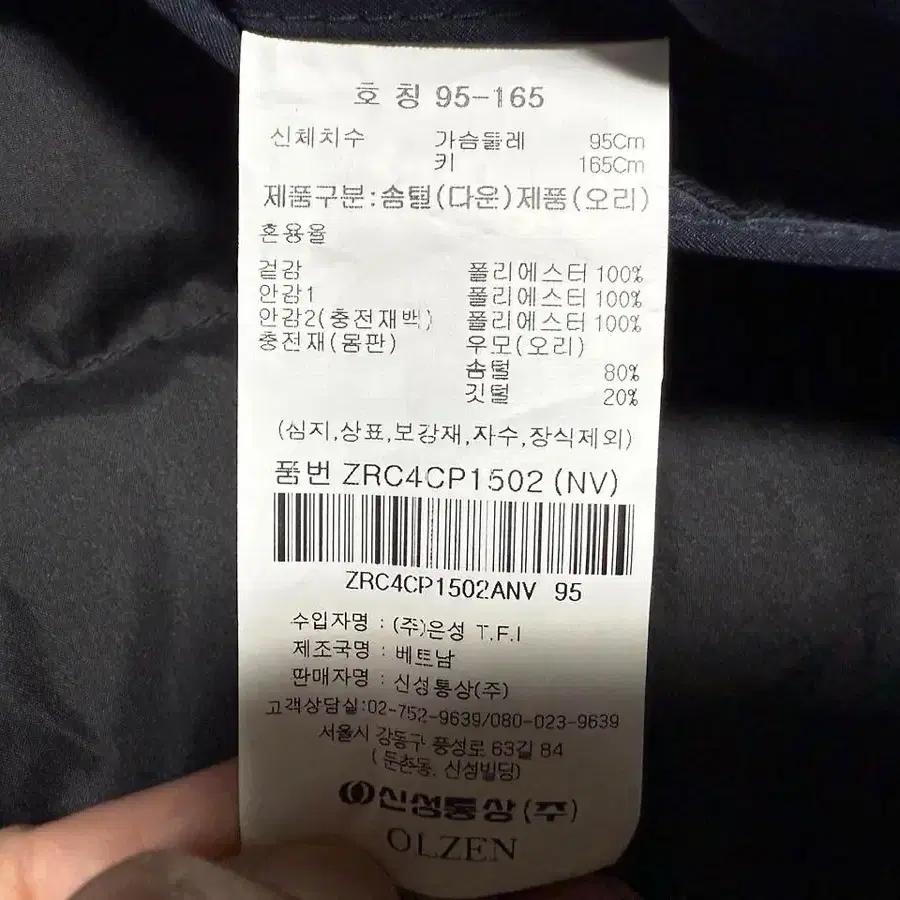 호 칭 95-165
신체치수 가슴둘레 95Cm
키 165Cm
제품구분:솜털(다운)제품(오리)
혼용율
겉감 폴리에스터 100%
안감1 폴리에스터 100%
안감2(충전재백) 폴리에스터 100%
충전재(몸판) 우모(오리)
솜털 80%
깃털 20%
(심지,상표,보강재,자수,장식제외)
품번 ZRC4CP1502 (NV)
ZRC4CP1502ANV 95
수입자명 : (주)은성 T.F.I
제조국명 : 베트남
판매자명 : 신성통상(주)
고객상담실:02-752-9639/080-023-9639
서울시 강동구 풍성로 63길 84
(둔촌동, 신성빌딩)
신성통상(주)
OLZEN